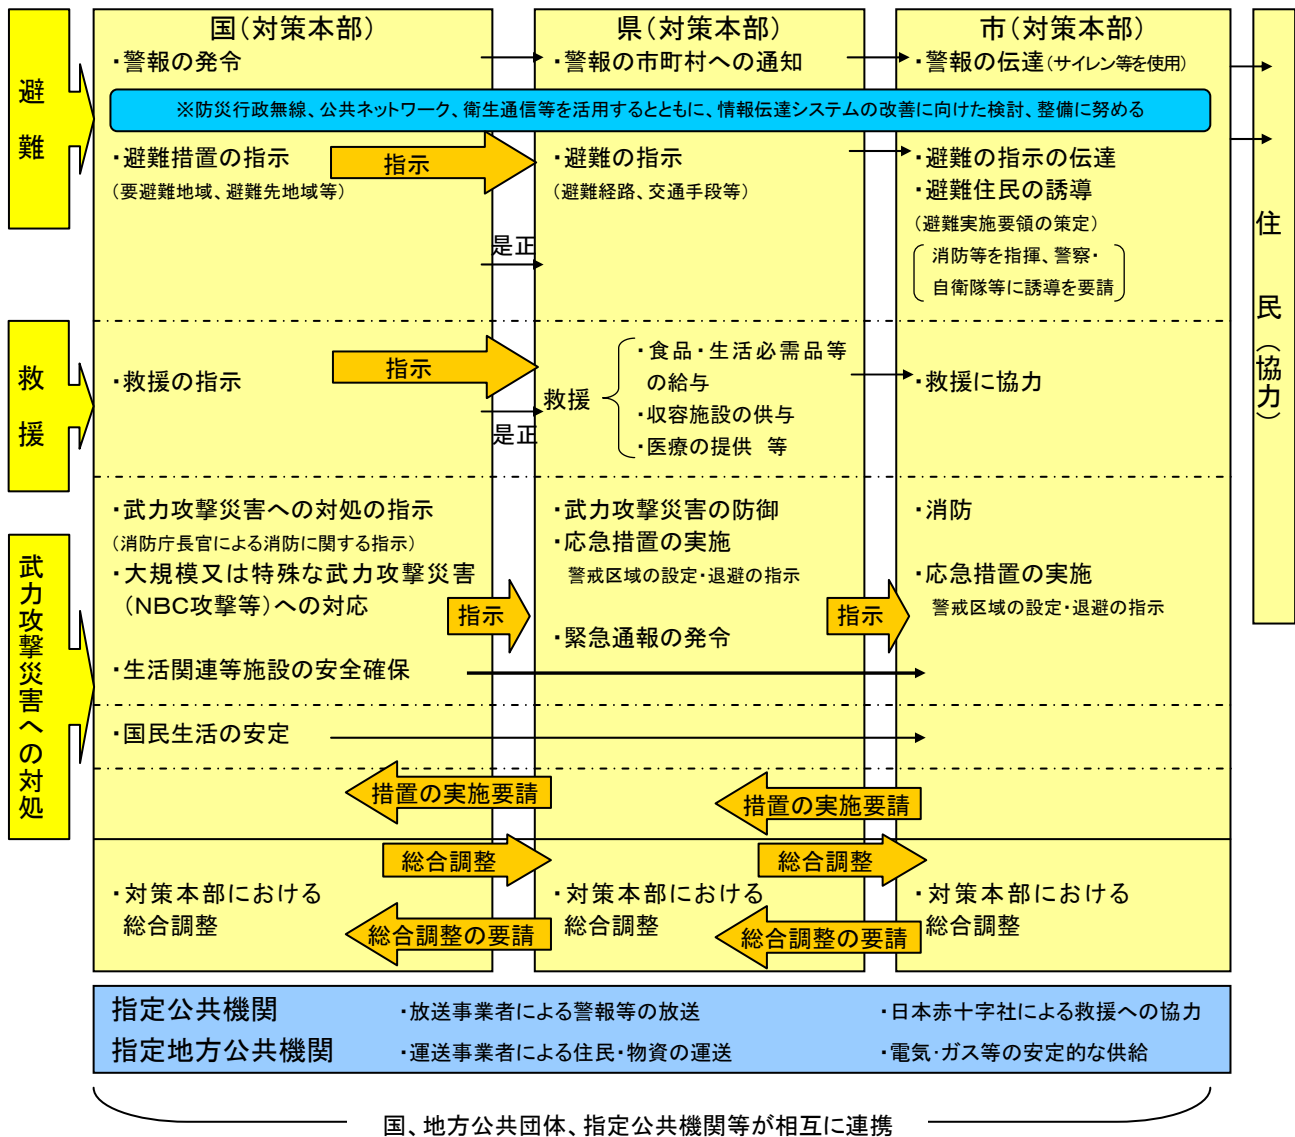 避難
国(対策本部)
県(対策本部)
市(対策本部)
・警報の発令
・警報の市町村への通知
・警報の伝達(サイレン等を使用)
※防災行政無線、公共ネットワーク、衛生通信等を活用するとともに、情報伝達システムの改善に向けた検討、整備に努める
・避難措置の指示
(要避難地域、避難先地域等)
指示
・避難の指示
(避難経路、交通手段等)
・避難の指示の伝達
・避難住民の誘導
(避難実施要領の策定)
消防等を指揮、警察・
自衛隊等に誘導を要請
是正
住民(協力)
救援
・救援の指示
指示
是正
救援
・食品・生活必需品等
の給与
・収容施設の供与
・医療の提供 等
・救援に協力
武力攻撃災害への対処
・武力攻撃災害への対処の指示
(消防庁長官による消防に関する指示)
・大規模又は特殊な武力攻撃災害
(NBC攻撃等)への対応
指示
・武力攻撃災害の防御
・応急措置の実施
警戒区域の設定・退避の指示
・緊急通報の発令
指示
・消防
・応急措置の実施
警戒区域の設定・退避の指示
・生活関連等施設の安全確保
・国民生活の安定
措置の実施要請
措置の実施要請
総合調整
総合調整
・対策本部における
総合調整
・対策本部における
総合調整
・対策本部における
総合調整
総合調整の要請
総合調整の要請
指定公共機関
・放送事業者による警報等の放送
・日本赤十字社による救援への協力
指定地方公共機関
・運送事業者による住民・物資の運送
・電気・ガス等の安定的な供給
国、地方公共団体、指定公共機関等が相互に連携